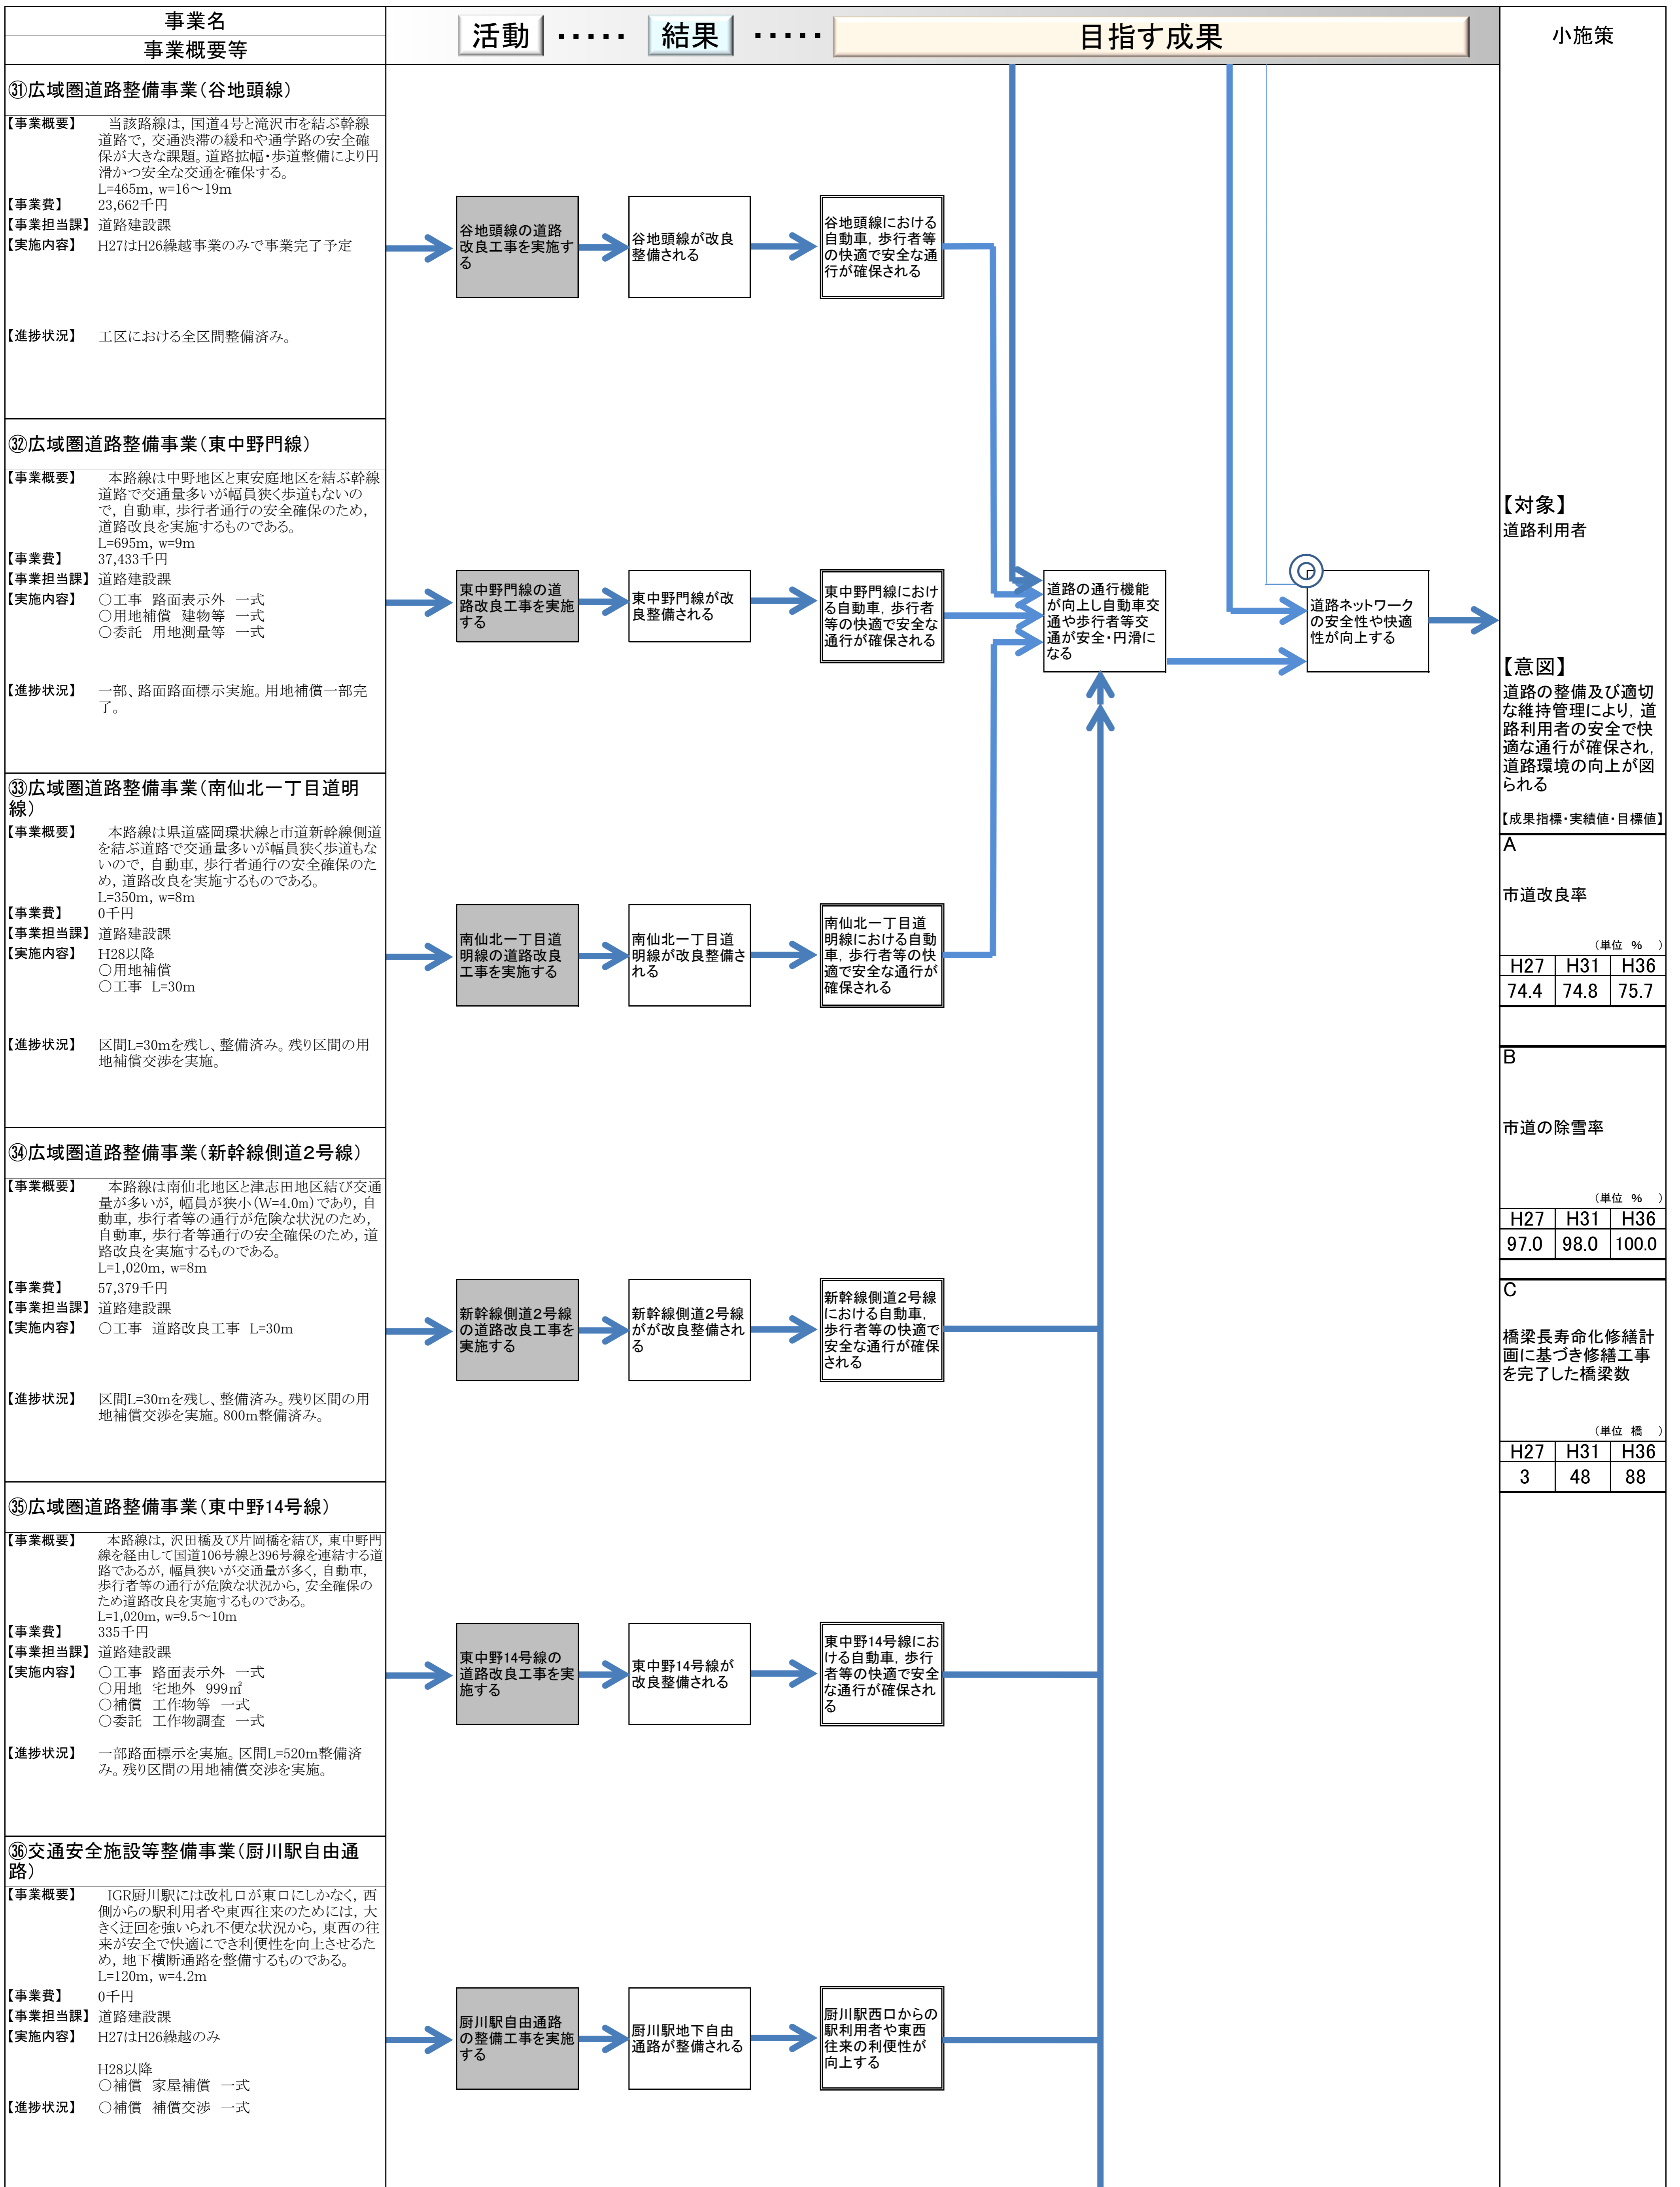 事業名
事業概要等
活動 ・・・・・ 結果 ・・・・・ 目指す成果
小施策
㉛広域圏道路整備事業(谷地頭線)
【事業概要】 当該路線は，国道4号と滝沢市を結ぶ幹線
道路で，交通渋滞の緩和や通学路の安全確
保が大きな課題。道路拡幅・歩道整備により円
滑かつ安全な交通を確保する。
L=465m，w=16～19m
【事業費】 23,662千円
【事業担当課】 道路建設課
【実施内容】 H27はH26繰越事業のみで事業完了予定
【進捗状況】 工区における全区間整備済み。
谷地頭線の道路
改良工事を実施す
る
谷地頭線が改良
整備される
谷地頭線における
自動車，歩行者等
の快適で安全な通
行が確保される
㉜広域圏道路整備事業(東中野門線)
【事業概要】 本路線は中野地区と東安庭地区を結ぶ幹線
道路で交通量多いが幅員狭く歩道もないの
で，自動車，歩行者通行の安全確保のため，
道路改良を実施するものである。
L=695m，w=9m
【事業費】 37,433千円
【事業担当課】 道路建設課
【実施内容】 ○工事 路面表示外 一式
○用地補償 建物等 一式
○委託 用地測量等 一式
【進捗状況】 一部、路面路面標示実施。用地補償一部完
了。
東中野門線の道
路改良工事を実施
する
東中野門線が改
良整備される
東中野門線におけ
る自動車，歩行者
等の快適で安全な
通行が確保される
道路の通行機能
が向上し自動車交
通や歩行者等交
通が安全・円滑に
なる
道路ネットワーク
の安全性や快適
性が向上する
㉝広域圏道路整備事業(南仙北一丁目道明
線)
【事業概要】 本路線は県道盛岡環状線と市道新幹線側道
を結ぶ道路で交通量多いが幅員狭く歩道もな
いので，自動車，歩行者通行の安全確保のた
め，道路改良を実施するものである。
L=350m，w=8m
【事業費】 0千円
【事業担当課】 道路建設課
【実施内容】 H28以降
○用地補償
○工事 L=30m
【進捗状況】 区間L=30mを残し、整備済み。残り区間の用
地補償交渉を実施。
南仙北一丁目道
明線の道路改良
工事を実施する
南仙北一丁目道
明線が改良整備さ
れる
南仙北一丁目道
明線における自動
車，歩行者等の快
適で安全な通行が
確保される
㉞広域圏道路整備事業(新幹線側道2号線)
【事業概要】 本路線は南仙北地区と津志田地区結び交通
量が多いが，幅員が狭小(W=4.0m)であり，自
動車，歩行者等の通行が危険な状況のため，
自動車，歩行者等通行の安全確保のため，道
路改良を実施するものである。
L=1,020m，w=8m
【事業費】 57,379千円
【事業担当課】 道路建設課
【実施内容】 ○工事 道路改良工事 L=30m
【進捗状況】 区間L=30mを残し、整備済み。残り区間の用
地補償交渉を実施。800m整備済み。
新幹線側道2号線
の道路改良工事を
実施する
新幹線側道2号線
がが改良整備され
る
新幹線側道2号線
における自動車，
歩行者等の快適で
安全な通行が確保
される
㉟広域圏道路整備事業(東中野14号線)
【事業概要】 本路線は，沢田橋及び片岡橋を結び，東中野門
線を経由して国道106号線と396号線を連結する道
路であるが，幅員狭いが交通量が多く，自動車，
歩行者等の通行が危険な状況から，安全確保の
ため道路改良を実施するものである。
L=1,020m，w=9.5～10m
【事業費】 335千円
【事業担当課】 道路建設課
【実施内容】 ○工事 路面表示外 一式
○用地 宅地外 999㎡
○補償 工作物等 一式
○委託 工作物調査 一式
【進捗状況】 一部路面標示を実施。区間L=520m整備済
み。残り区間の用地補償交渉を実施。
東中野14号線の
道路改良工事を実
施する
東中野14号線が
改良整備される
東中野14号線にお
ける自動車，歩行
者等の快適で安全
な通行が確保され
る
㊱交通安全施設等整備事業(厨川駅自由通
路)
【事業概要】 IGR厨川駅には改札口が東口にしかなく，西
側からの駅利用者や東西往来のためには，大
きく迂回を強いられ不便な状況から，東西の往
来が安全で快適にでき利便性を向上させるた
め，地下横断通路を整備するものである。
L=120m，w=4.2m
【事業費】 0千円
【事業担当課】 道路建設課
【実施内容】 H27はH26繰越のみ
H28以降
○補償 家屋補償 一式
【進捗状況】 ○補償 補償交渉 一式
厨川駅自由通路
の整備工事を実施
する
厨川駅地下自由
通路が整備される
厨川駅西口からの
駅利用者や東西
往来の利便性が
向上する
【対象】
道路利用者
【意図】
道路の整備及び適切
な維持管理により，道
路利用者の安全で快
適な通行が確保され，
道路環境の向上が図
られる
【成果指標・実績値・目標値】
A
市道改良率
(単位 % )
H27 H31 H36
74.4 74.8 75.7
B
市道の除雪率
(単位 % )
H27 H31 H36
97.0 98.0 100.0
C
橋梁長寿命化修繕計
画に基づき修繕工事
を完了した橋梁数
(単位 橋 )
H27 H31 H36
3 48 88